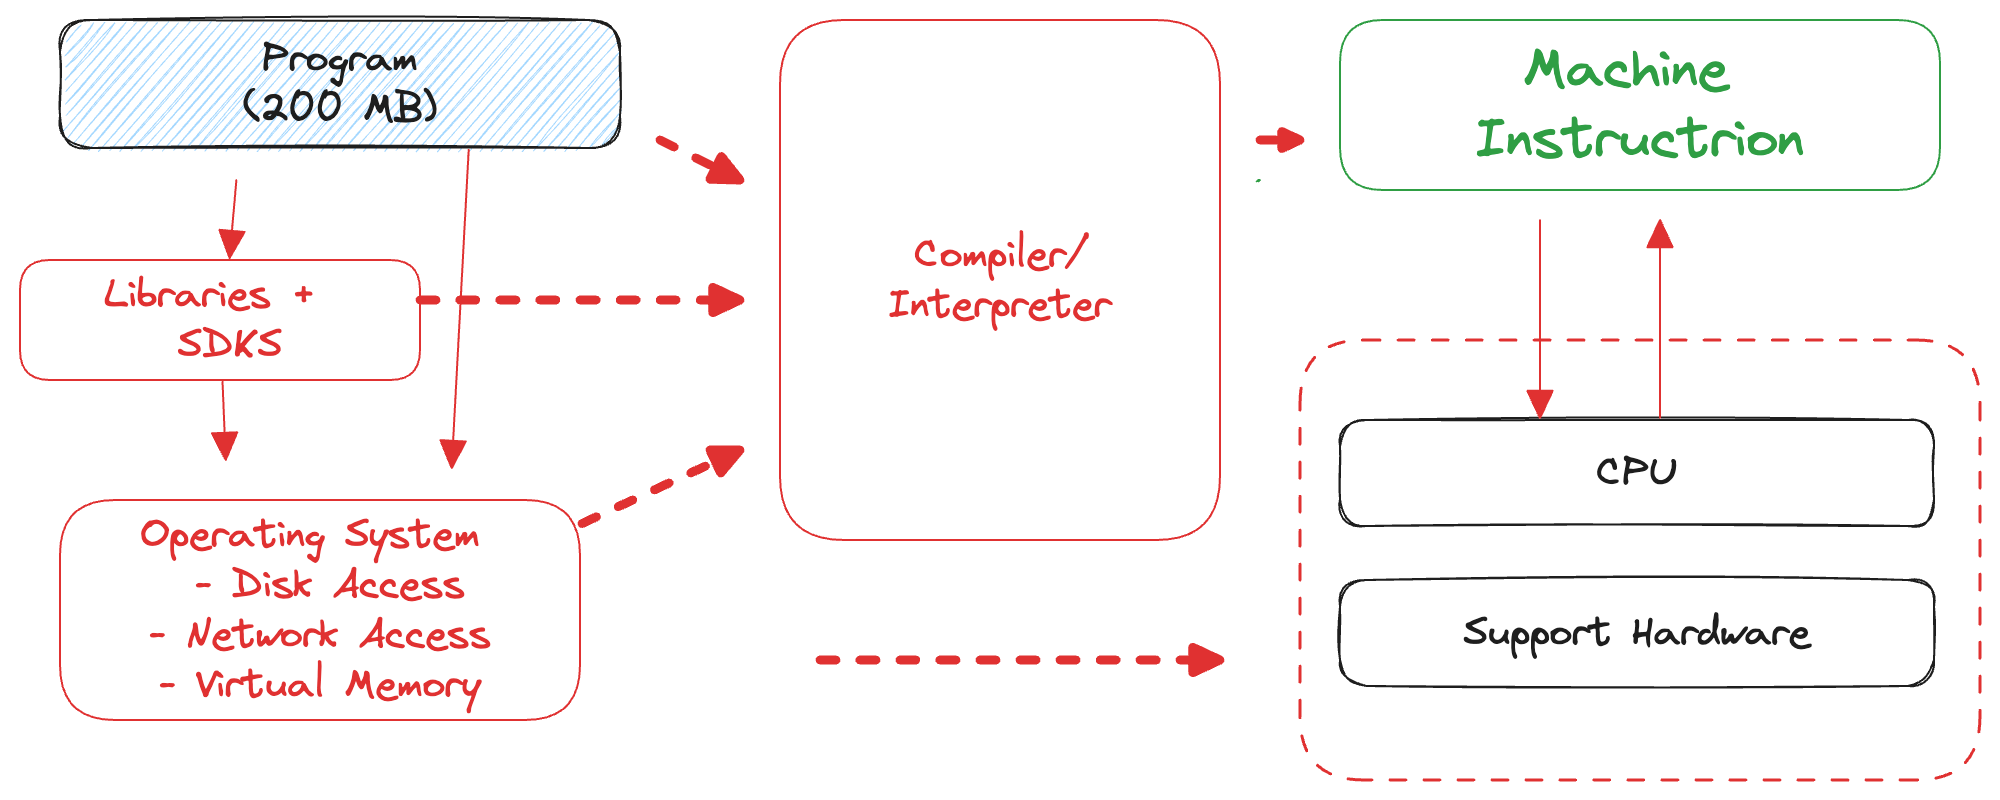 Program
(200 MB)
Libraries +
SDKS
Operating System
- Disk Access
- Network Access
- Virtual Memory
Compiler/
Interpreter
Machine
Instructrion
CPU
Support Hardware